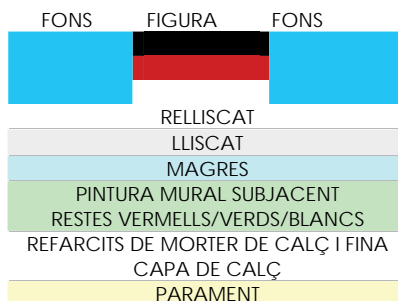 FONS FIGURA FONS
RELLISCAT
LLISCAT
MAGRES
PINTURA MURAL SUBJACENT
RESTES VERMELLS/VERDS/BLANCS
REFARCITS DE MORTER DE CALÇ I FINA
CAPA DE CALÇ
PARAMENT